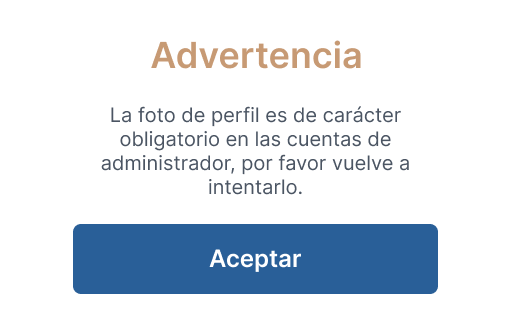 Advertencia
La foto de perfil es de carácter
obligatorio en las cuentas de
administrador, por favor vuelve a
intentarlo.
Aceptar